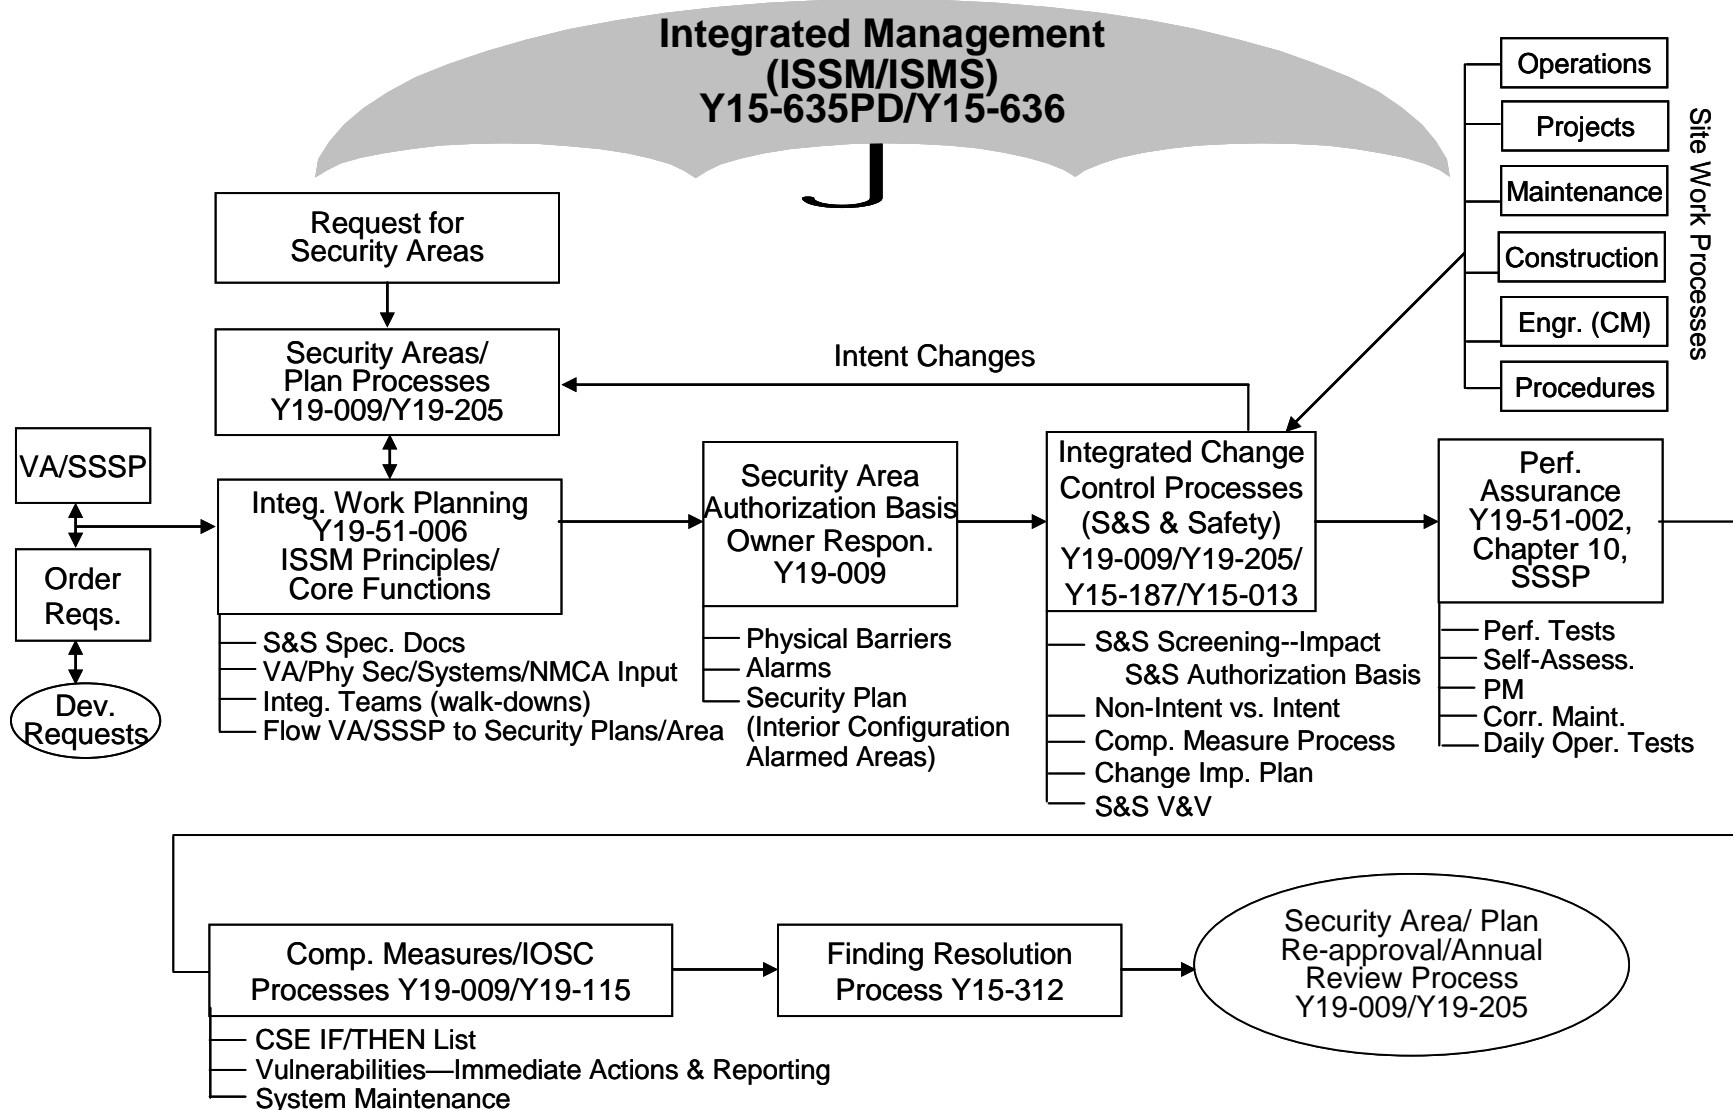 Integrated Management
(ISSM/ISMS)
Y15-635PD/Y15-636
Operations
Projects
Maintenance
Construction
Engr. (CM)
Procedures
Site Work Processes
Request for
Security Areas
Security Areas/
Plan Processes
Y19-009/Y19-205
Intent Changes
VA/SSSP
Order
Reqs.
Dev.
Requests
Integ. Work Planning
Y19-51-006
ISSM Principles/
Core Functions
S&S Spec. Docs
VA/Phy Sec/Systems/NMCA Input
Integ. Teams (walk-downs)
Flow VA/SSSP to Security Plans/Area
Security Area
Authorization Basis
Owner Respon.
Y19-009
Physical Barriers
Alarms
Security Plan
(Interior Configuration
Alarmed Areas)
Integrated Change
Control Processes
(S&S & Safety)
Y19-009/Y19-205/
Y15-187/Y15-013
S&S Screening--Impact
S&S Authorization Basis
Non-Intent vs. Intent
Comp. Measure Process
Change Imp. Plan
S&S V&V
Perf.
Assurance
Y19-51-002,
Chapter 10,
SSSP
Perf. Tests
Self-Assess.
PM
Corr. Maint.
Daily Oper. Tests
Comp. Measures/IOSC
Processes Y19-009/Y19-115
CSE IF/THEN List
Vulnerabilities—Immediate Actions & Reporting
System Maintenance
Finding Resolution
Process Y15-312
Security Area/ Plan
Re-approval/Annual
Review Process
Y19-009/Y19-205